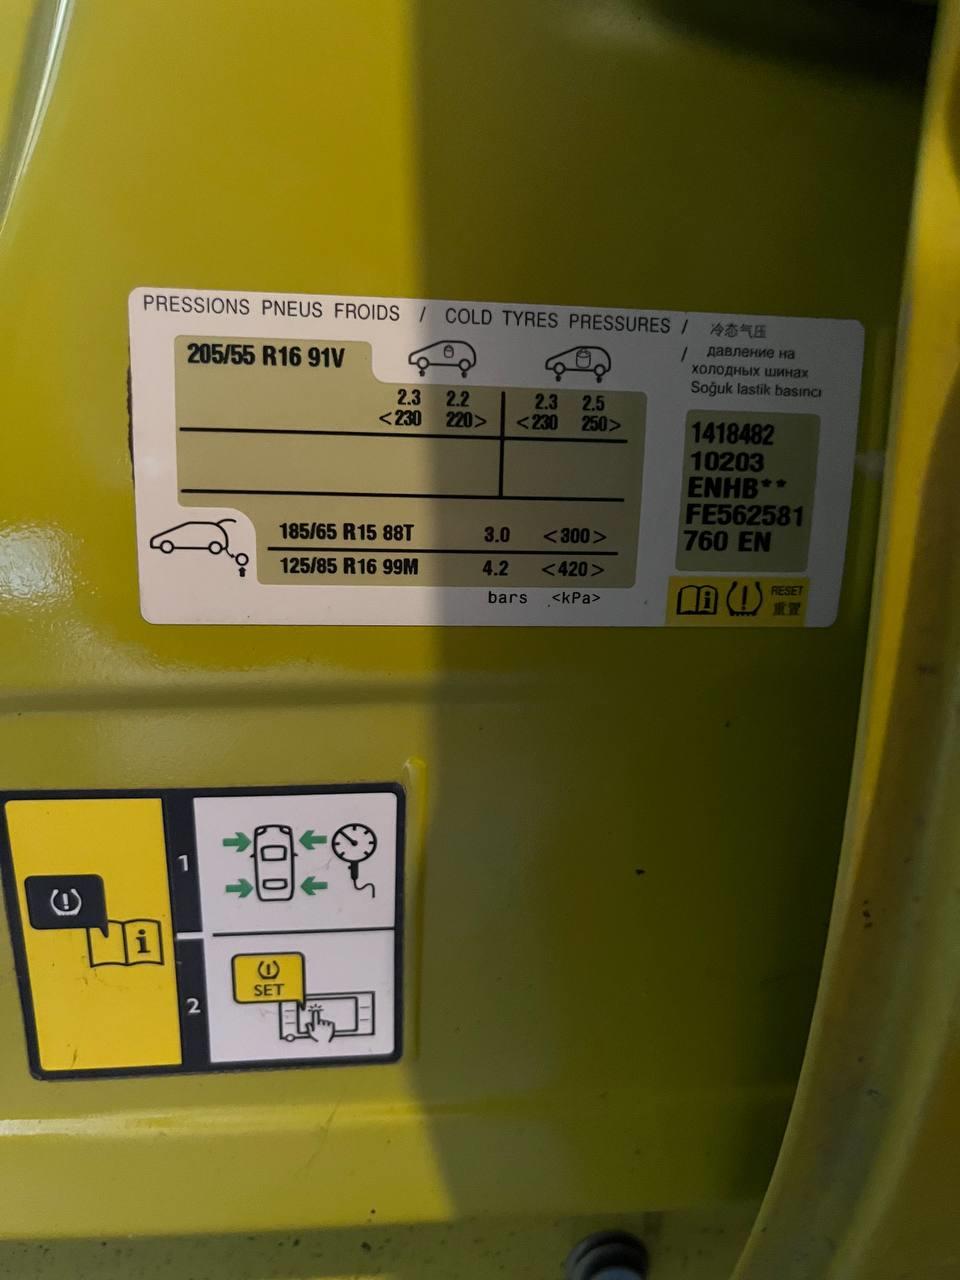 PRESSIONS PNEUS FROIDS / COLD TYRES PRESSURES / 冷态气压
/ давление на
холодных шинах
Soğuk lastik basıncı
205/55 R16 91V
2.3 2.2 2.3 2.5
<230 220> <230 250>
185/65 R15 88T 3.0 <300>
125/85 R16 99M 4.2 <420>
bars <kPa>
1418482
10203
ENHB**
FE562581
760 EN
i ! RESET
重置
! i
1
2
! SET